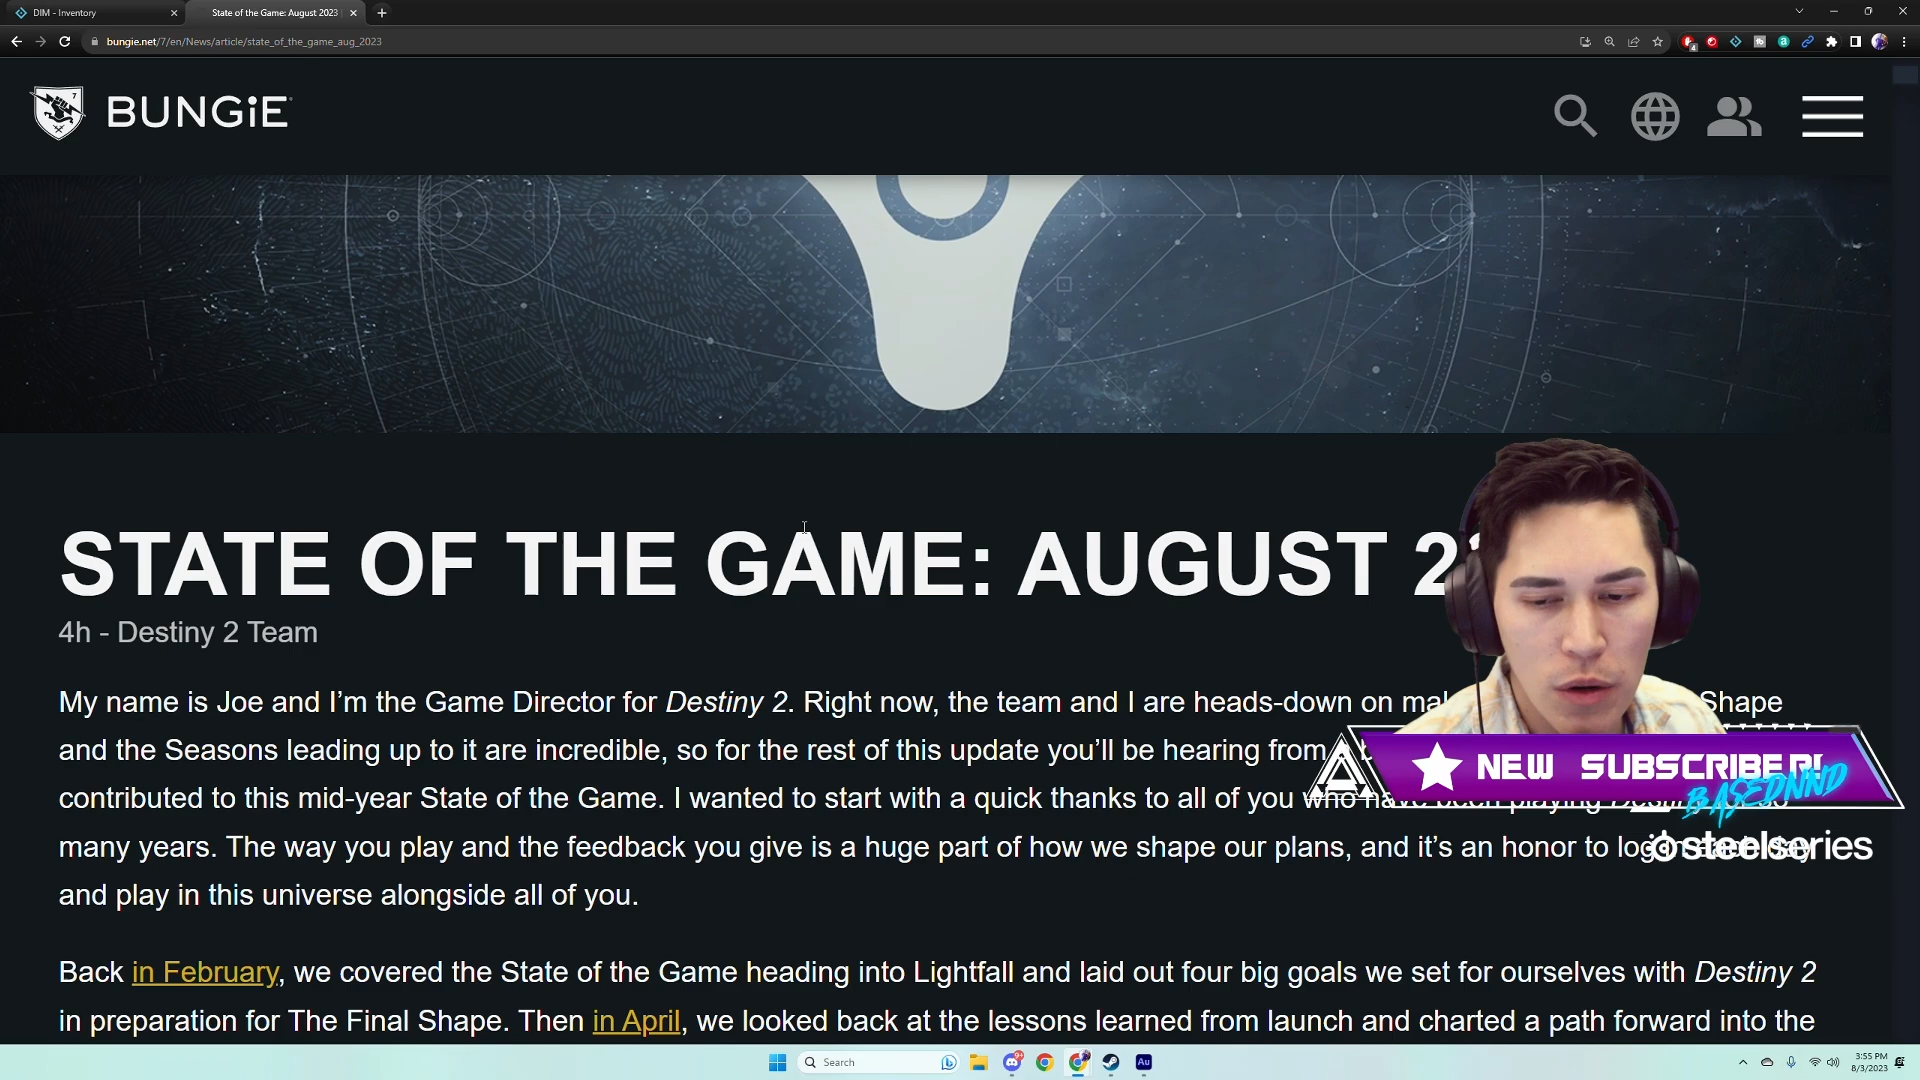 DIM - Inventory
State of the Game: August 2023
bungie.net/7/en/News/article/state_of_the_game_aug_2023
BUNGiE
STATE OF THE GAME: AUGUST
4h - Destiny 2 Team
My name is Joe and I’m the Game Director for Destiny 2. Right now, the team and I are heads-down on Shape
and the Seasons leading up to it are incredible, so for the rest of this update you’ll be hearing from
contributed to this mid-year State of the Game. I wanted to start with a quick thanks to all of you who have been playing
many years. The way you play and the feedback you give is a huge part of how we shape our plans, and it’s an honor to log
and play in this universe alongside all of you.
NEW SUBSCRIBER!
BASEDNND
steelseries
Back in February, we covered the State of the Game heading into Lightfall and laid out four big goals we set for ourselves with Destiny 2
in preparation for The Final Shape. Then in April, we looked back at the lessons learned from launch and charted a path forward into the
Search
9+
Au
3:55 PM
8/3/2023